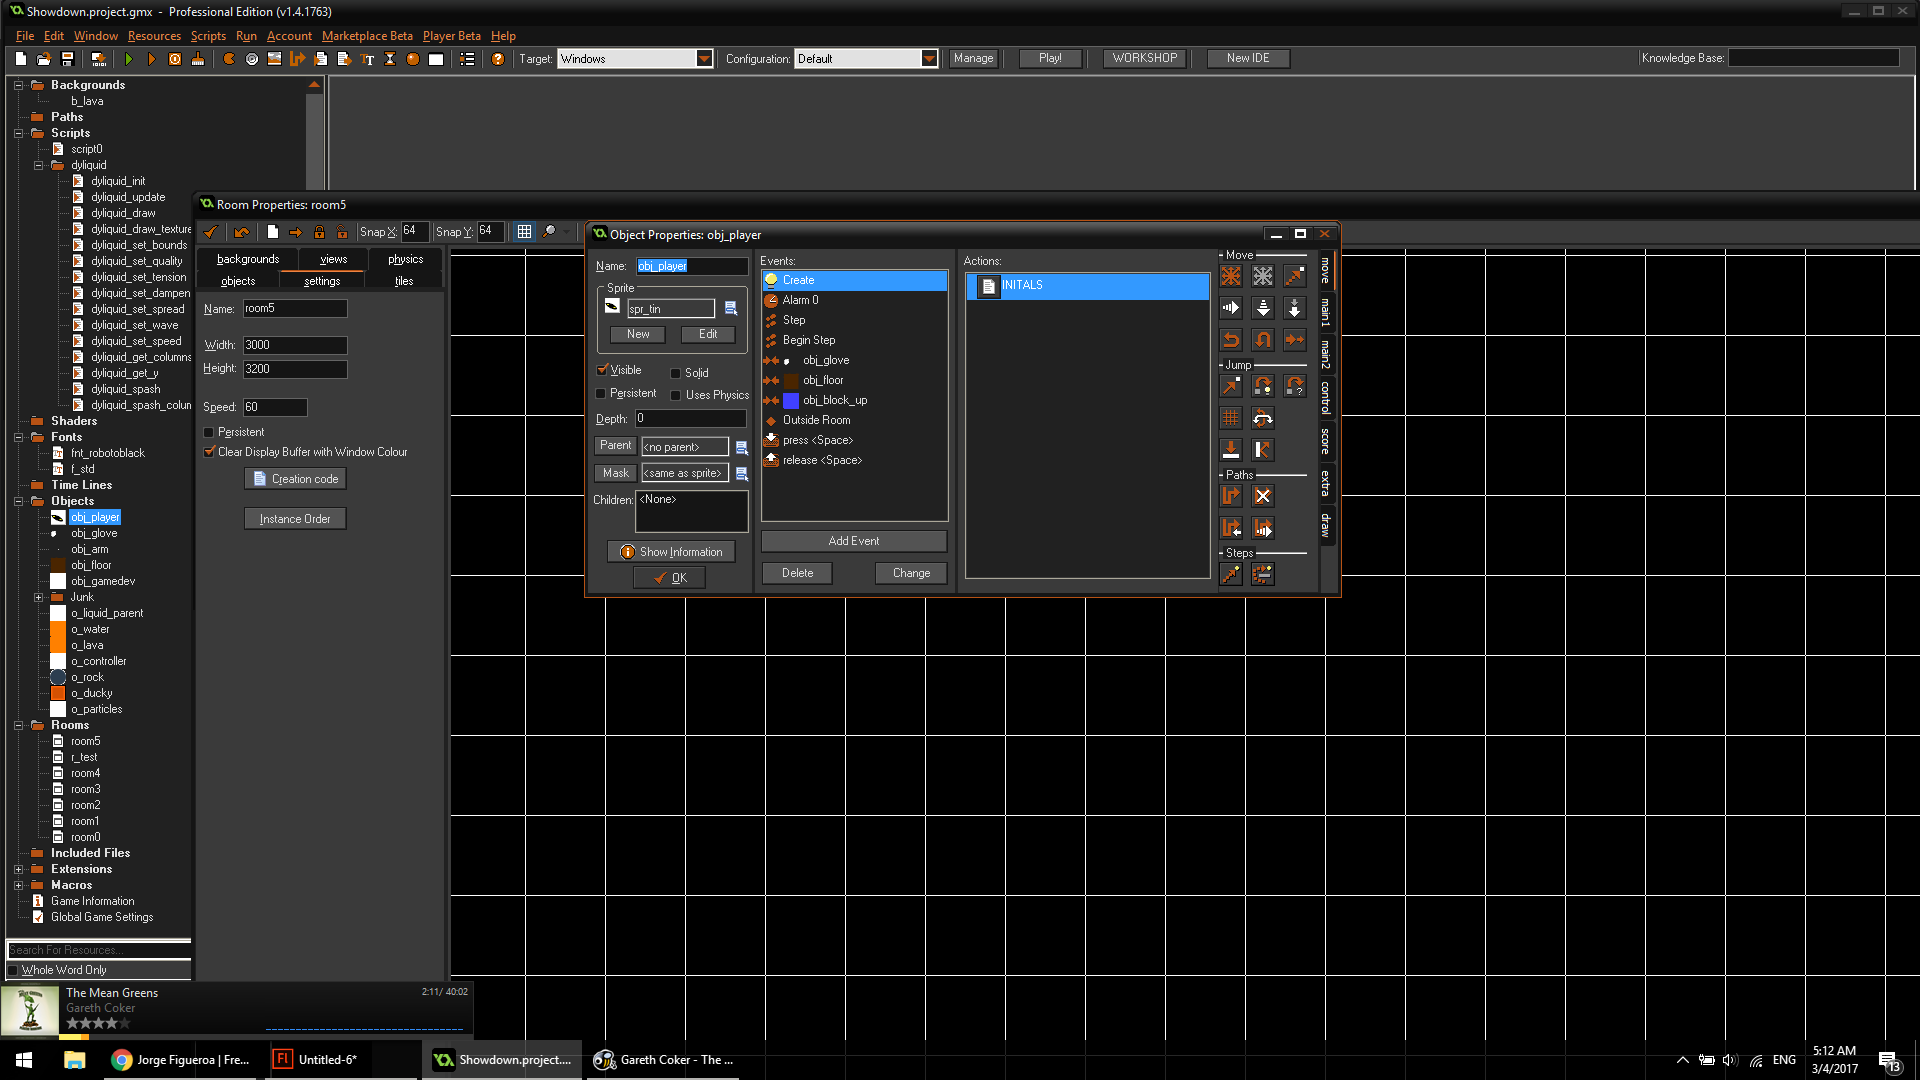 Showdown.project.gmx - Professional Edition (v1.4.1763)
File Edit Window Resources Scripts Run Account Marketplace Beta Player Beta Help
Target: Windows Configuration: Default Manage Play! WORKSHOP New IDE Knowledge Base:
Backgrounds
b_lava
Paths
Scripts
script0
dyliquid
dyliquid_init
dyliquid_update
dyliquid_draw
dyliquid_draw_texture
dyliquid_set_bounds
dyliquid_set_quality
dyliquid_set_tension
dyliquid_set_dampen
dyliquid_set_spread
dyliquid_set_wave
dyliquid_set_speed
dyliquid_get_columns
dyliquid_get_y
dyliquid_spash
dyliquid_spash_colum
Shaders
Fonts
fnt_robotoblack
f_std
Time Lines
Objects
obj_player
obj_glove
obj_arm
obj_floor
obj_gamedev
Junk
o_liquid_parent
o_water
o_lava
o_controller
o_rock
o_ducky
o_particles
Rooms
room5
r_test
room4
room3
room2
room1
room0
Included Files
Extensions
Macros
Game Information
Global Game Settings
Search For Resources...
Whole Word Only
Room Properties: room5
Snap X: 64 Snap Y: 64
backgrounds views physics
objects settings tiles
Name: room5
Width: 3000
Height: 3200
Speed: 60
Persistent
Clear Display Buffer with Window Colour
Creation code
Instance Order
Object Properties: obj_player
Name: obj_player
Sprite
spr_tin
New Edit
Visible Solid
Persistent Uses Physics
Depth: 0
Parent <no parent>
Mask <same as sprite>
Children: <None>
Show Information
OK
Events:
Create
Alarm 0
Step
Begin Step
obj_glove
obj_floor
obj_block_up
Outside Room
press <Space>
release <Space>
Add Event
Delete Change
Actions:
INITALS
Move
Jump
Paths
Steps
move
main1
main2
control
score
extra
draw
The Mean Greens 2:11/ 40:02
Gareth Coker
Jorge Figueroa | Fre...
Untitled-6*
Showdown.project....
Gareth Coker - The ...
ENG
5:12 AM
3/4/2017
13